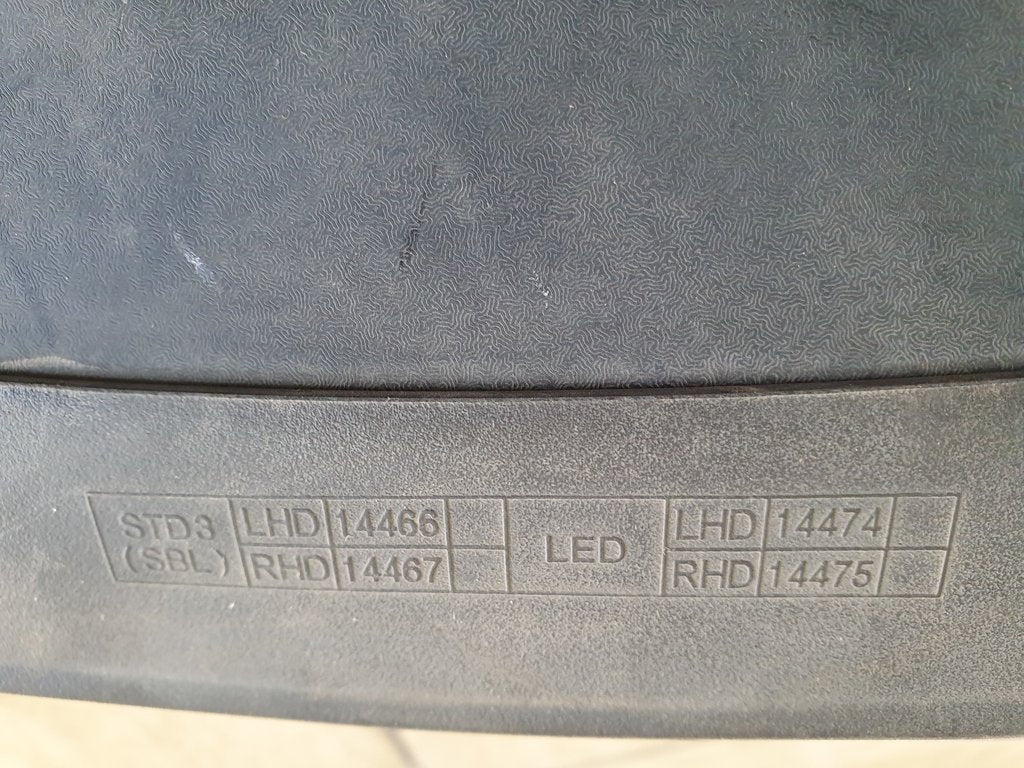 STD3 LHD 14466 LED LHD 14474
(SBL) RHD 14467 RHD 14475